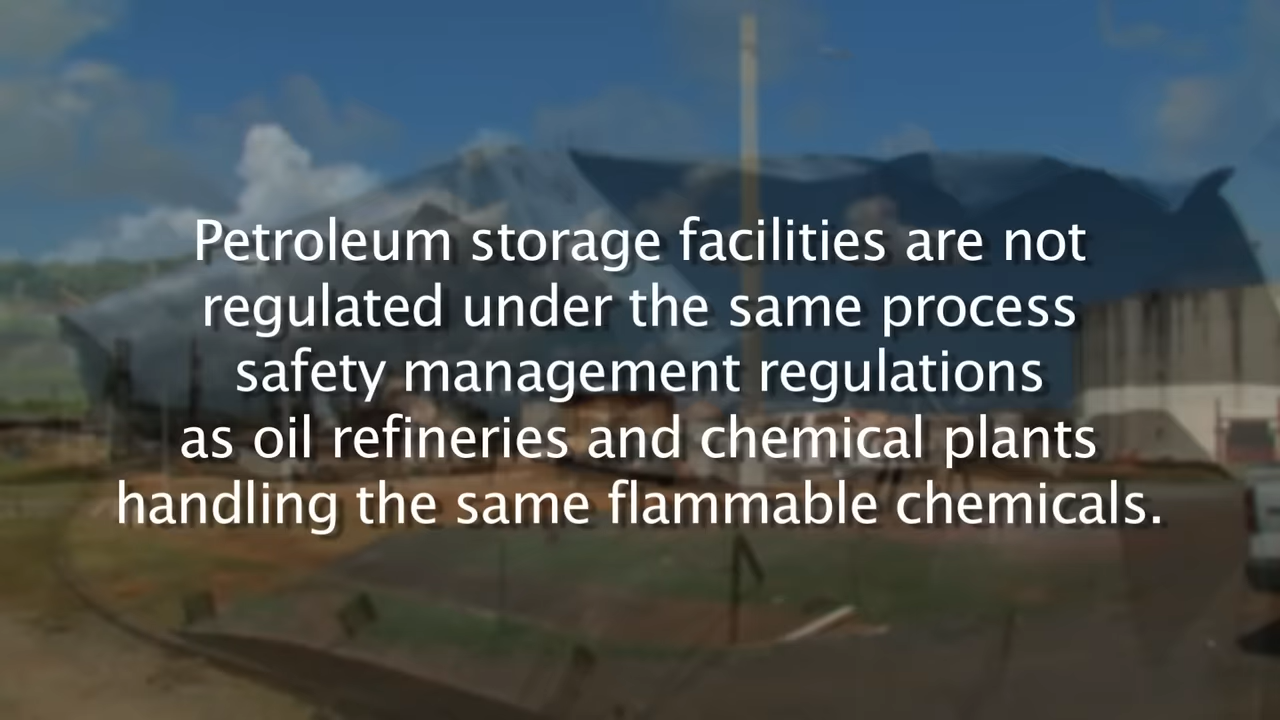 Petroleum storage facilities are not
regulated under the same process
safety management regulations
as oil refineries and chemical plants
handling the same flammable chemicals.